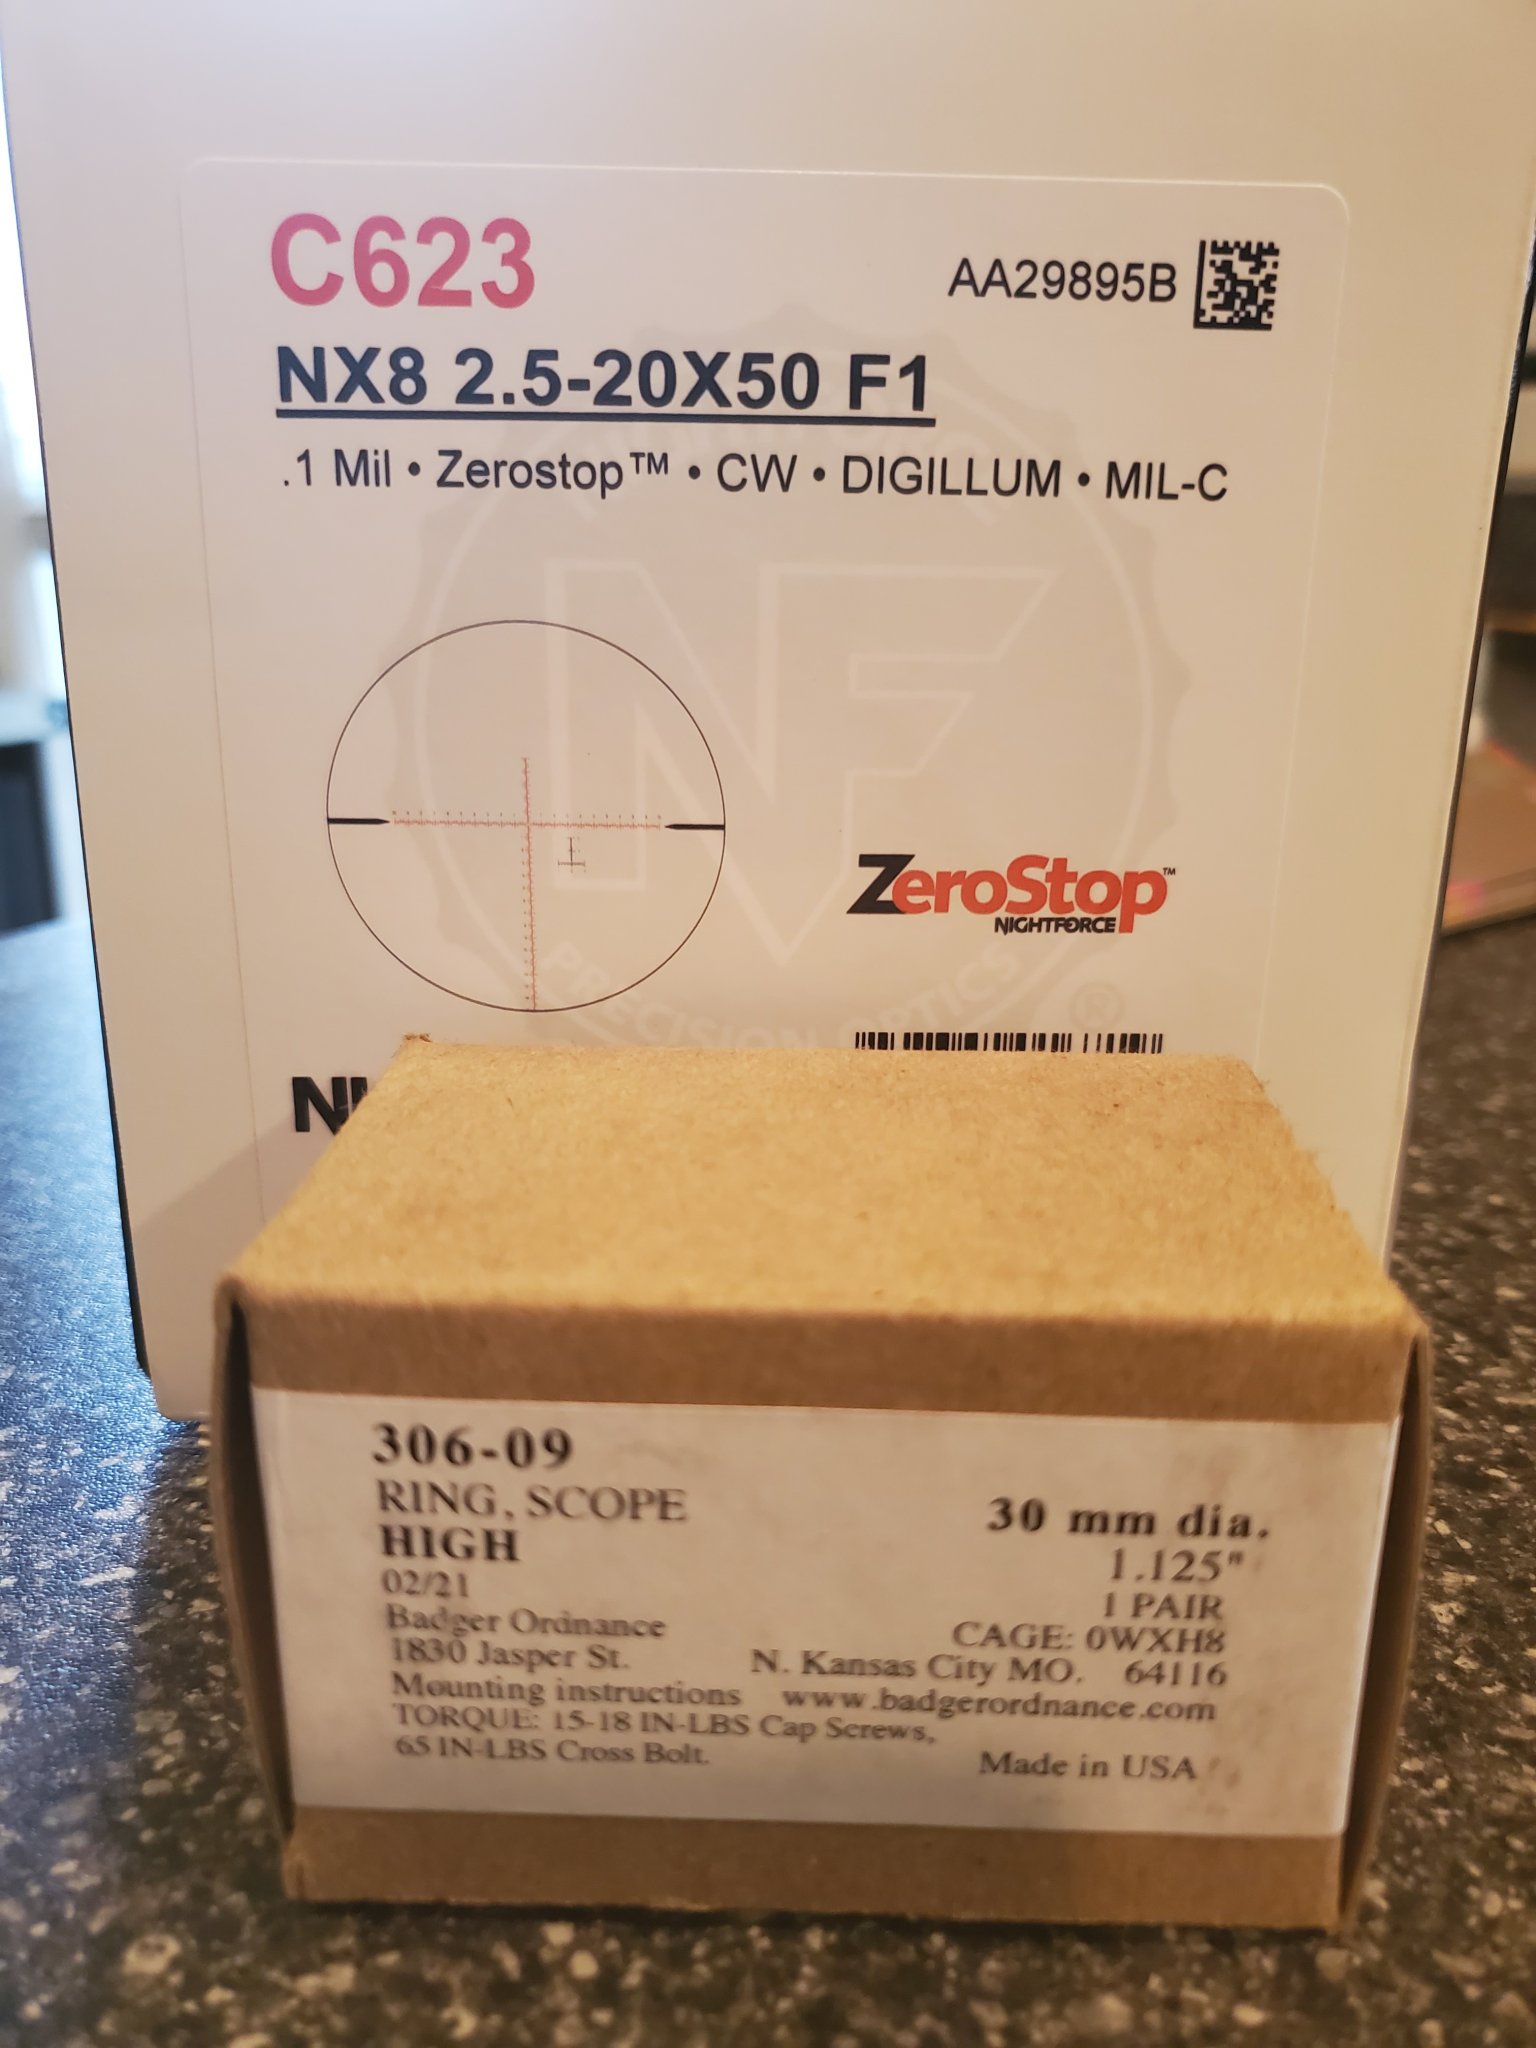 C623
AA29895B
NX8 2.5-20X50 F1
.1 Mil • Zerostop™ • CW • DIGILLUM • MIL-C
NF
PRECISION OPTICS
®
ZeroStop™
NIGHTFORCE
306-09
RING, SCOPE
HIGH
02/21
Badger Ordnance
1830 Jasper St.
30 mm dia.
1.125"
1 PAIR
CAGE: 0WXH8
N. Kansas City MO. 64116
Mounting instructions www.badgerordnance.com
TORQUE: 15-18 IN-LBS Cap Screws,
65 IN-LBS Cross Bolt.
Made in USA